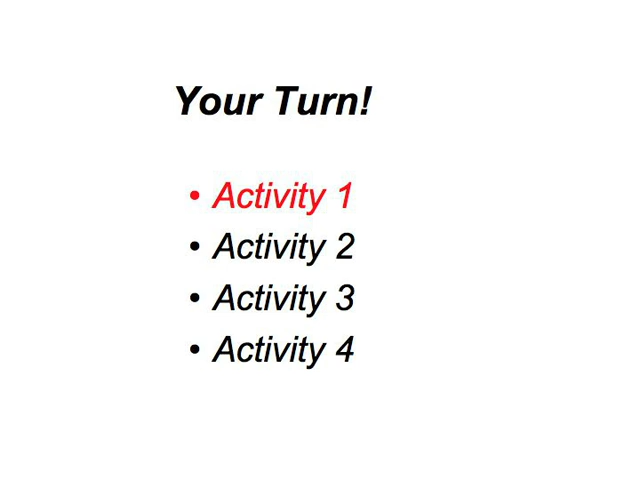 Your Turn!
• Activity 1
• Activity 2
• Activity 3
• Activity 4